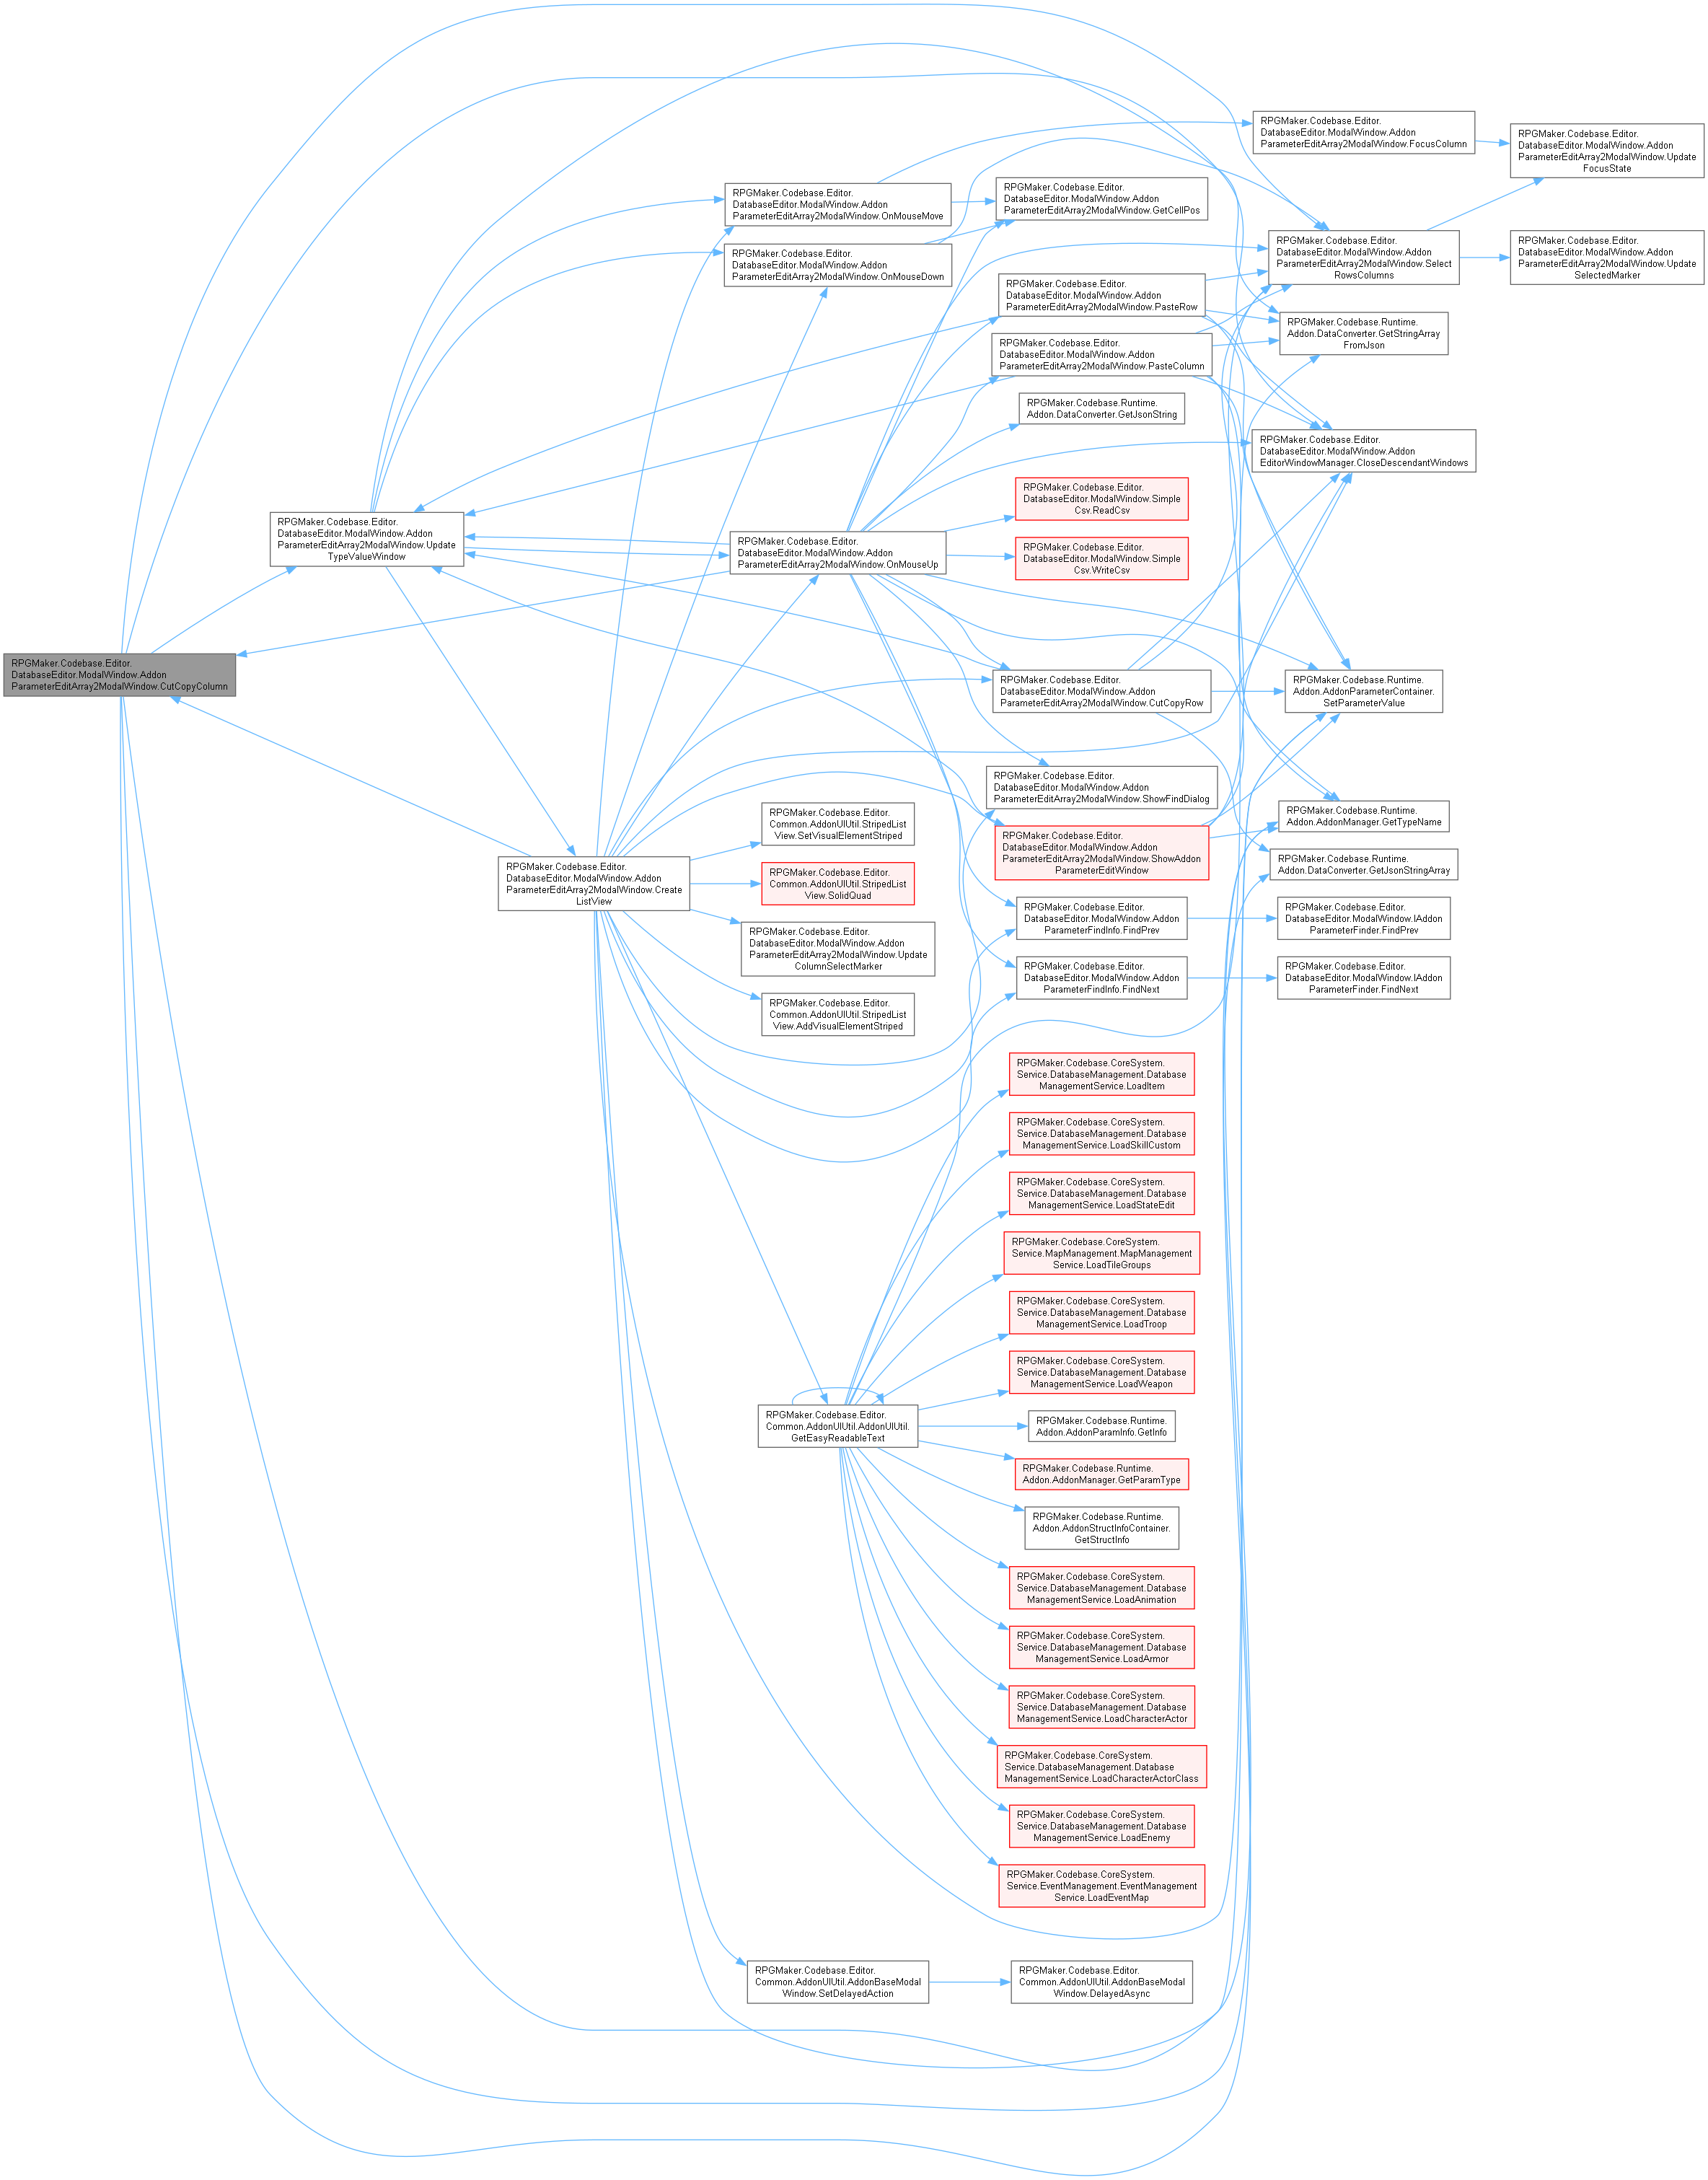 RPGMaker.Codebase.Editor.
DatabaseEditor.ModalWindow.Addon
ParameterEditArray2ModalWindow.CutCopyColumn
RPGMaker.Codebase.Editor.
DatabaseEditor.ModalWindow.Addon
ParameterEditArray2ModalWindow.Update
TypeValueWindow
RPGMaker.Codebase.Editor.
DatabaseEditor.ModalWindow.Addon
ParameterEditArray2ModalWindow.Create
ListView
RPGMaker.Codebase.Editor.
DatabaseEditor.ModalWindow.Addon
ParameterEditArray2ModalWindow.OnMouseMove
RPGMaker.Codebase.Editor.
DatabaseEditor.ModalWindow.Addon
ParameterEditArray2ModalWindow.OnMouseDown
RPGMaker.Codebase.Editor.
DatabaseEditor.ModalWindow.Addon
ParameterEditArray2ModalWindow.OnMouseUp
RPGMaker.Codebase.Editor.
Common.AddonUIUtil.StripedList
View.SetVisualElementStriped
RPGMaker.Codebase.Editor.
Common.AddonUIUtil.StripedList
View.SolidQuad
RPGMaker.Codebase.Editor.
DatabaseEditor.ModalWindow.Addon
ParameterEditArray2ModalWindow.Update
ColumnSelectMarker
RPGMaker.Codebase.Editor.
Common.AddonUIUtil.StripedList
View.AddVisualElementStriped
RPGMaker.Codebase.Editor.
Common.AddonUIUtil.AddonUIUtil.
GetEasyReadableText
RPGMaker.Codebase.Editor.
Common.AddonUIUtil.AddonBaseModal
Window.SetDelayedAction
RPGMaker.Codebase.Editor.
DatabaseEditor.ModalWindow.Addon
ParameterEditArray2ModalWindow.GetCellPos
RPGMaker.Codebase.Editor.
DatabaseEditor.ModalWindow.Addon
ParameterEditArray2ModalWindow.PasteRow
RPGMaker.Codebase.Editor.
DatabaseEditor.ModalWindow.Addon
ParameterEditArray2ModalWindow.PasteColumn
RPGMaker.Codebase.Runtime.
Addon.DataConverter.GetJsonString
RPGMaker.Codebase.Editor.
DatabaseEditor.ModalWindow.Simple
Csv.ReadCsv
RPGMaker.Codebase.Editor.
DatabaseEditor.ModalWindow.Simple
Csv.WriteCsv
RPGMaker.Codebase.Editor.
DatabaseEditor.ModalWindow.Addon
ParameterEditArray2ModalWindow.CutCopyRow
RPGMaker.Codebase.Editor.
DatabaseEditor.ModalWindow.Addon
ParameterEditArray2ModalWindow.ShowFindDialog
RPGMaker.Codebase.Editor.
DatabaseEditor.ModalWindow.Addon
ParameterEditArray2ModalWindow.ShowAddon
ParameterEditWindow
RPGMaker.Codebase.Editor.
DatabaseEditor.ModalWindow.Addon
ParameterFindInfo.FindPrev
RPGMaker.Codebase.Editor.
DatabaseEditor.ModalWindow.Addon
ParameterFindInfo.FindNext
RPGMaker.Codebase.CoreSystem.
Service.DatabaseManagement.Database
ManagementService.LoadItem
RPGMaker.Codebase.CoreSystem.
Service.DatabaseManagement.Database
ManagementService.LoadSkillCustom
RPGMaker.Codebase.CoreSystem.
Service.DatabaseManagement.Database
ManagementService.LoadStateEdit
RPGMaker.Codebase.CoreSystem.
Service.MapManagement.MapManagement
Service.LoadTileGroups
RPGMaker.Codebase.CoreSystem.
Service.DatabaseManagement.Database
ManagementService.LoadTroop
RPGMaker.Codebase.CoreSystem.
Service.DatabaseManagement.Database
ManagementService.LoadWeapon
RPGMaker.Codebase.Runtime.
Addon.AddonParamInfo.GetInfo
RPGMaker.Codebase.Runtime.
Addon.AddonManager.GetParamType
RPGMaker.Codebase.Runtime.
Addon.AddonStructInfoContainer.
GetStructInfo
RPGMaker.Codebase.CoreSystem.
Service.DatabaseManagement.Database
ManagementService.LoadAnimation
RPGMaker.Codebase.CoreSystem.
Service.DatabaseManagement.Database
ManagementService.LoadArmor
RPGMaker.Codebase.CoreSystem.
Service.DatabaseManagement.Database
ManagementService.LoadCharacterActor
RPGMaker.Codebase.CoreSystem.
Service.DatabaseManagement.Database
ManagementService.LoadCharacterActorClass
RPGMaker.Codebase.CoreSystem.
Service.DatabaseManagement.Database
ManagementService.LoadEnemy
RPGMaker.Codebase.CoreSystem.
Service.EventManagement.EventManagement
Service.LoadEventMap
RPGMaker.Codebase.Editor.
Common.AddonUIUtil.AddonBaseModal
Window.DelayedAsync
RPGMaker.Codebase.Editor.
DatabaseEditor.ModalWindow.Addon
ParameterEditArray2ModalWindow.FocusColumn
RPGMaker.Codebase.Editor.
DatabaseEditor.ModalWindow.Addon
ParameterEditArray2ModalWindow.Select
RowsColumns
RPGMaker.Codebase.Runtime.
Addon.DataConverter.GetStringArray
FromJson
RPGMaker.Codebase.Editor.
DatabaseEditor.ModalWindow.Addon
EditorWindowManager.CloseDescendantWindows
RPGMaker.Codebase.Runtime.
Addon.AddonParameterContainer.
SetParameterValue
RPGMaker.Codebase.Runtime.
Addon.AddonManager.GetTypeName
RPGMaker.Codebase.Runtime.
Addon.DataConverter.GetJsonStringArray
RPGMaker.Codebase.Editor.
DatabaseEditor.ModalWindow.IAddon
ParameterFinder.FindPrev
RPGMaker.Codebase.Editor.
DatabaseEditor.ModalWindow.IAddon
ParameterFinder.FindNext
RPGMaker.Codebase.Editor.
DatabaseEditor.ModalWindow.Addon
ParameterEditArray2ModalWindow.Update
FocusState
RPGMaker.Codebase.Editor.
DatabaseEditor.ModalWindow.Addon
ParameterEditArray2ModalWindow.Update
SelectedMarker